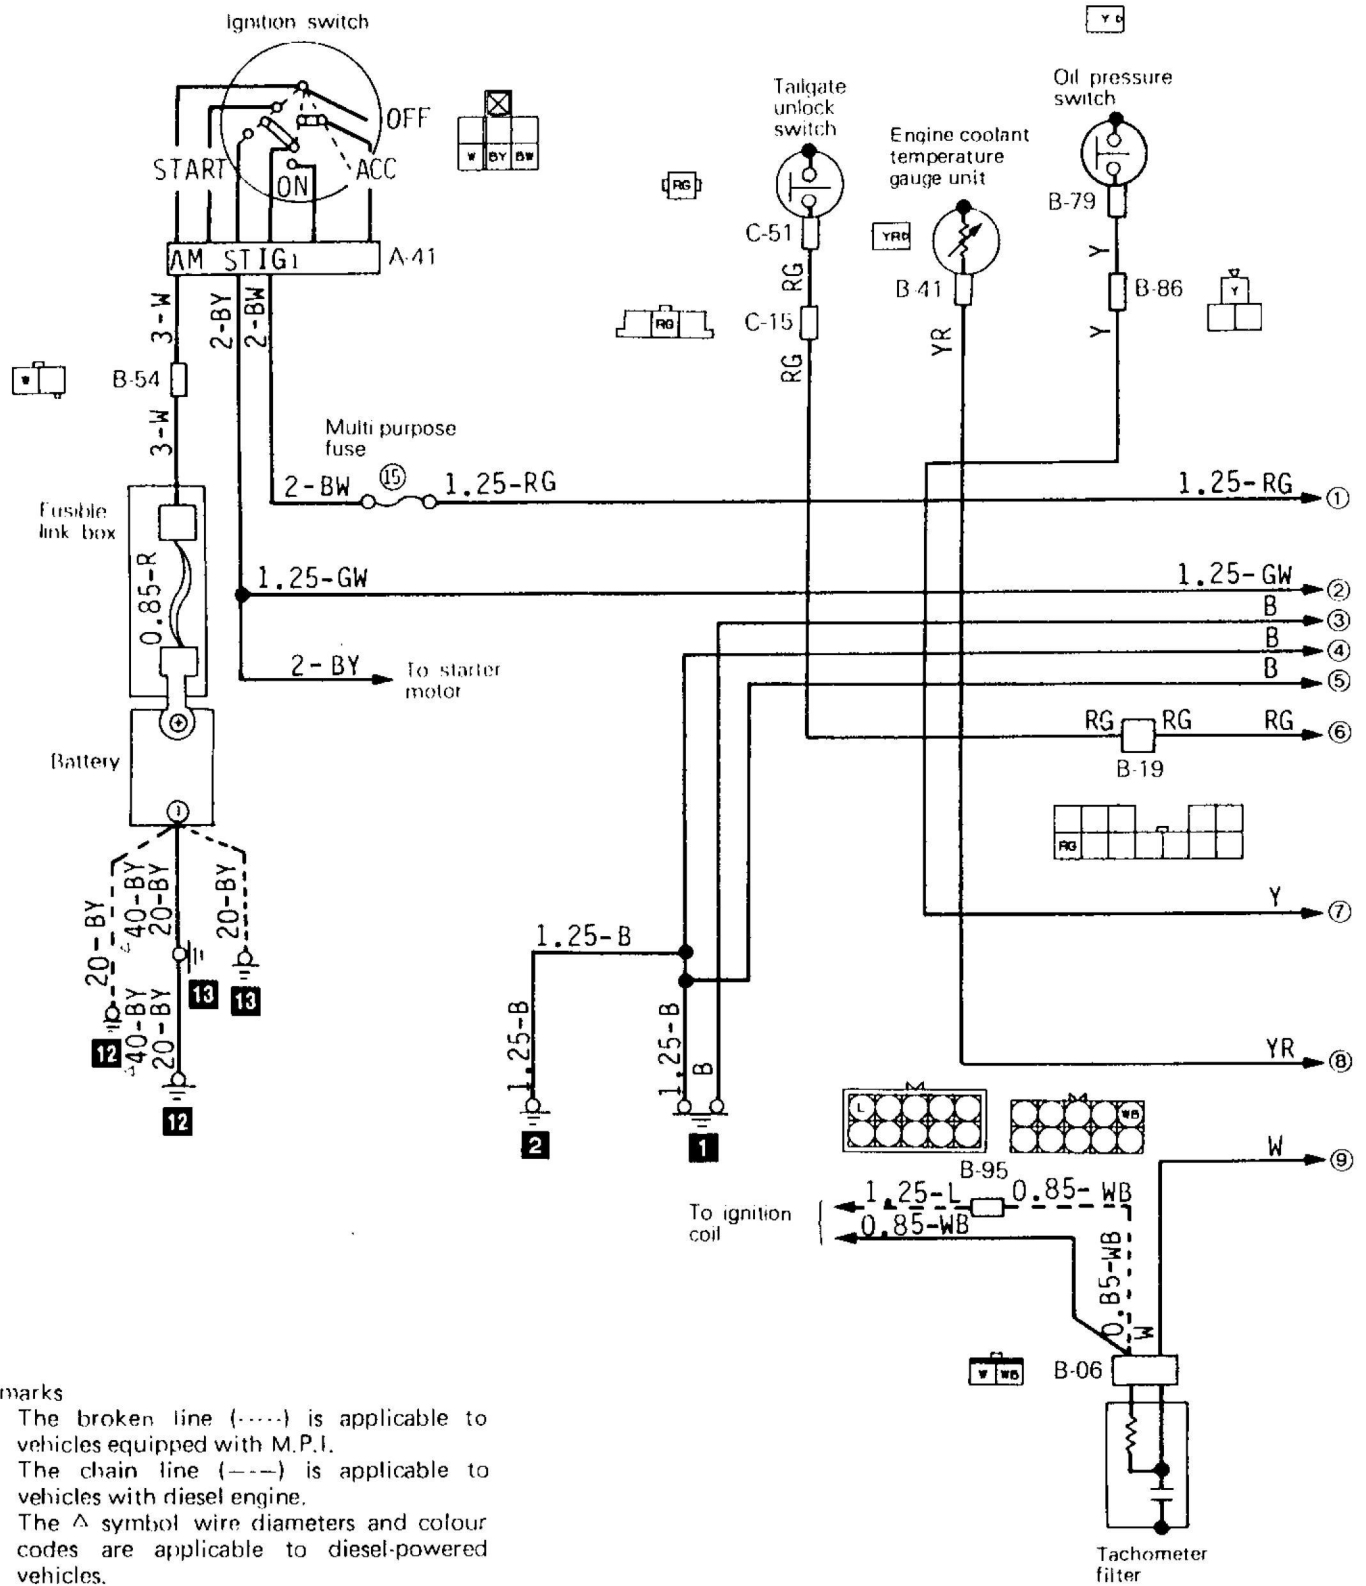 Ignition switch
OFF
START
ACC
ON
W BY BW
AM ST IG1
A-41
3-W
2-BY
2-BW
W
B-54
3-W
Multi purpose
fuse
15
2-BW
1.25-RG
1.25-RG
1
Fusible
link box
0.85-R
1.25-GW
1.25-GW
2
B
3
B
4
B
5
2-BY
To starter
motor
Battery
Tailgate
unlock
switch
RG
C-51
RG
RG
C-15
RG
Engine coolant
temperature
gauge unit
YR
B-41
YR
Y
Oil pressure
switch
B-79
Y
B-86
Y
Y
RG
RG
RG
6
B-19
RG
Y
7
20-BY
△40-BY
20-BY
20-BY
13
13
12
△40-BY
20-BY
12
1.25-B
1.25-B
1.25-B
B
2
1
YR
8
L
WB
B-95
W
9
1.25-L
0.85-WB
To ignition
coil
0.85-WB
0.85-WB
W
W WB
B-06
Tachometer
filter
marks
The broken line (-----) is applicable to
vehicles equipped with M.P.I.
The chain line (—-—) is applicable to
vehicles with diesel engine.
The △ symbol wire diameters and colour
codes are applicable to diesel-powered
vehicles.